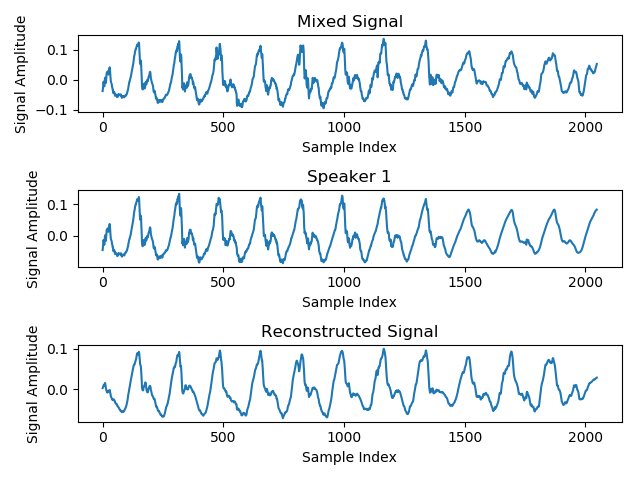 Mixed Signal
Signal Amplitude
0.1
0.0
−0.1
0 500 1000 1500 2000
Sample Index
Speaker 1
Signal Amplitude
0.1
0.0
0 500 1000 1500 2000
Sample Index
Reconstructed Signal
Signal Amplitude
0.1
0.0
0 500 1000 1500 2000
Sample Index